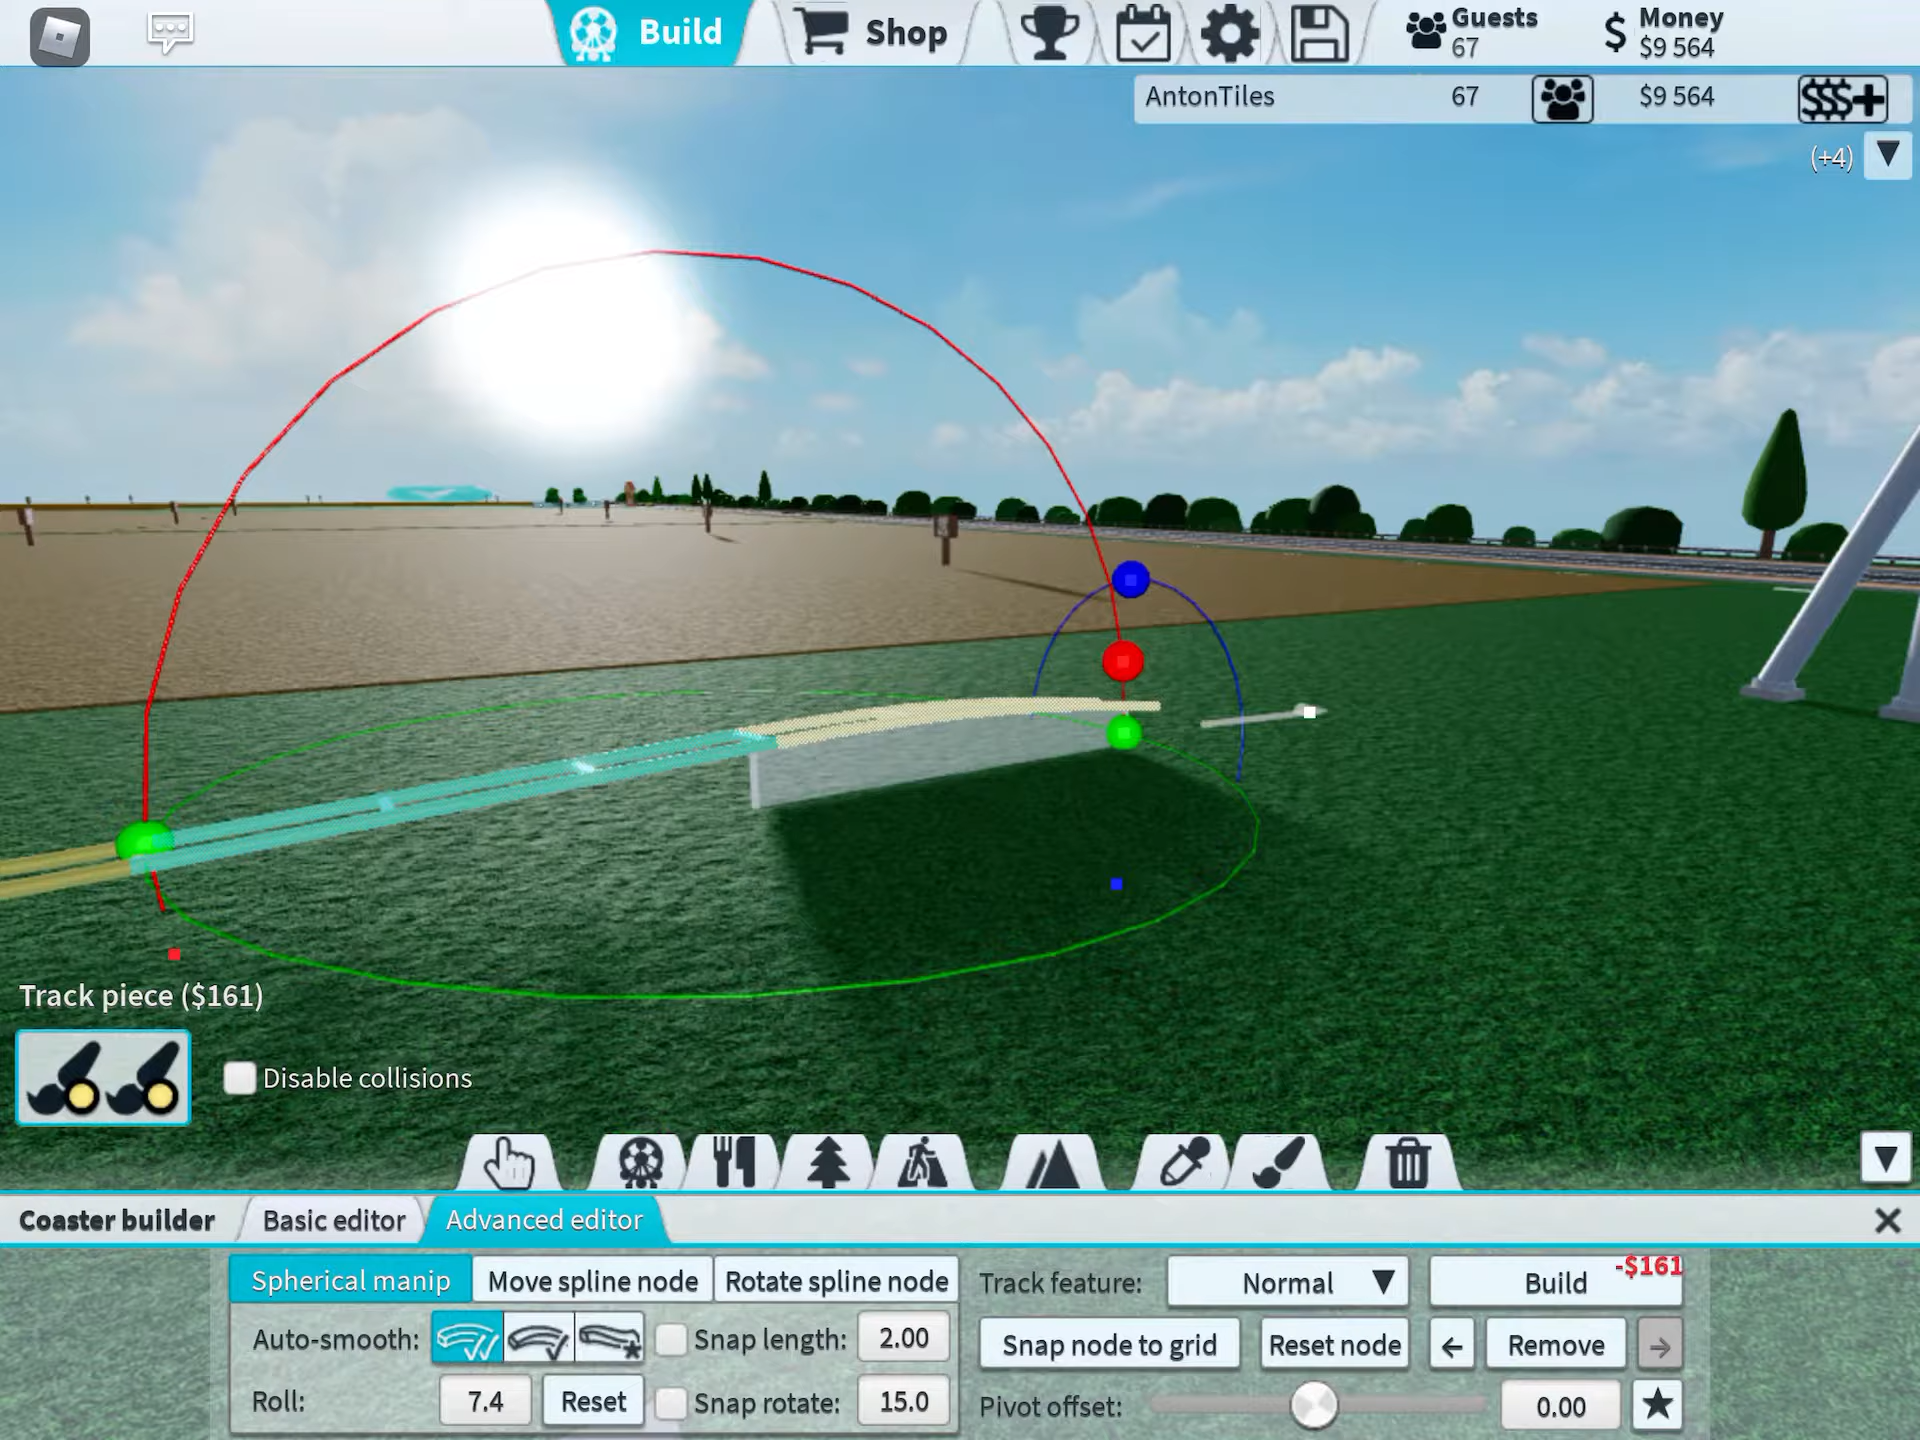 Build
Shop
Guests
67
Money
$9 564
AntonTiles 67 $9 564 $$$+
(+4)
Track piece ($161)
Disable collisions
Coaster builder
Basic editor
Advanced editor
Spherical manip
Move spline node
Rotate spline node
Track feature:
Normal
Build
-$161
Auto-smooth:
Snap length:
2.00
Snap node to grid
Reset node
Remove
Roll:
7.4
Reset
Snap rotate:
15.0
Pivot offset:
0.00